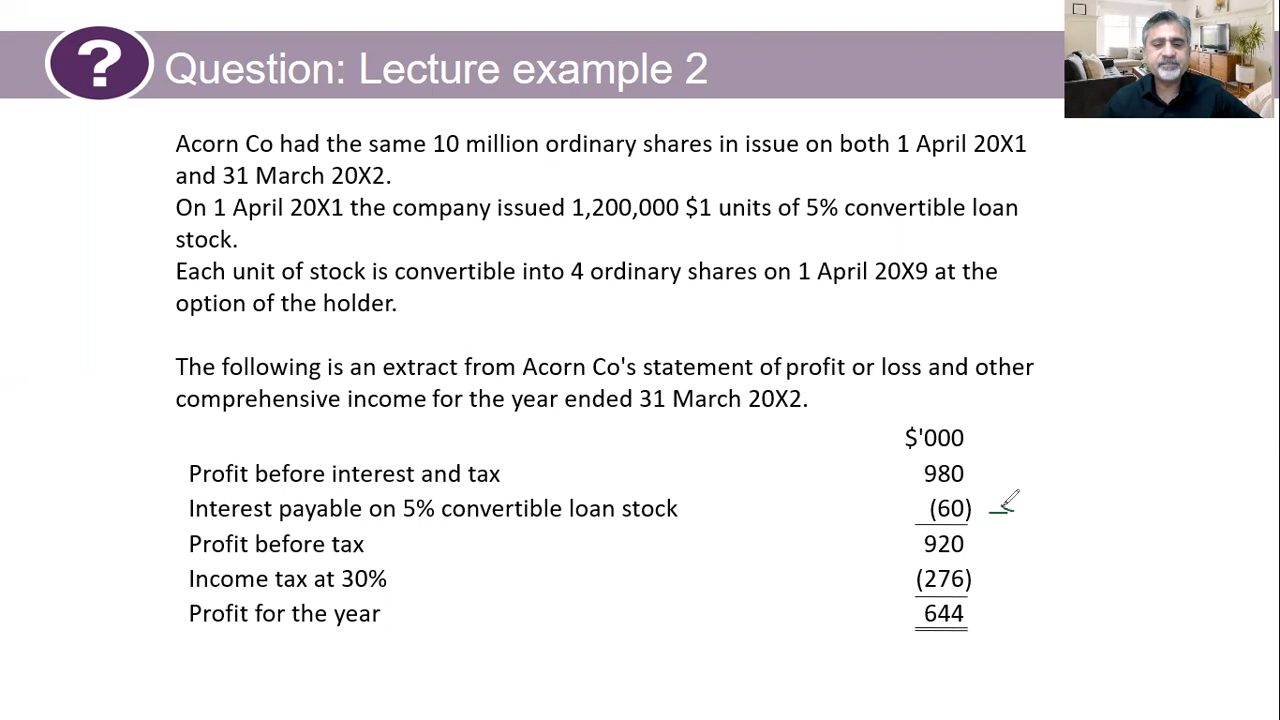 ?
Question: Lecture example 2
Acorn Co had the same 10 million ordinary shares in issue on both 1 April 20X1
and 31 March 20X2.
On 1 April 20X1 the company issued 1,200,000 $1 units of 5% convertible loan
stock.
Each unit of stock is convertible into 4 ordinary shares on 1 April 20X9 at the
option of the holder.
The following is an extract from Acorn Co's statement of profit or loss and other
comprehensive income for the year ended 31 March 20X2.
$'000
Profit before interest and tax 980
Interest payable on 5% convertible loan stock (60)
Profit before tax 920
Income tax at 30% (276)
Profit for the year 644